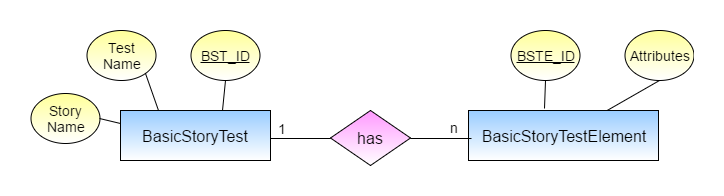 Test
Name
BST_ID
BSTE_ID
Attributes
Story
Name
BasicStoryTest
1
has
n
BasicStoryTestElement